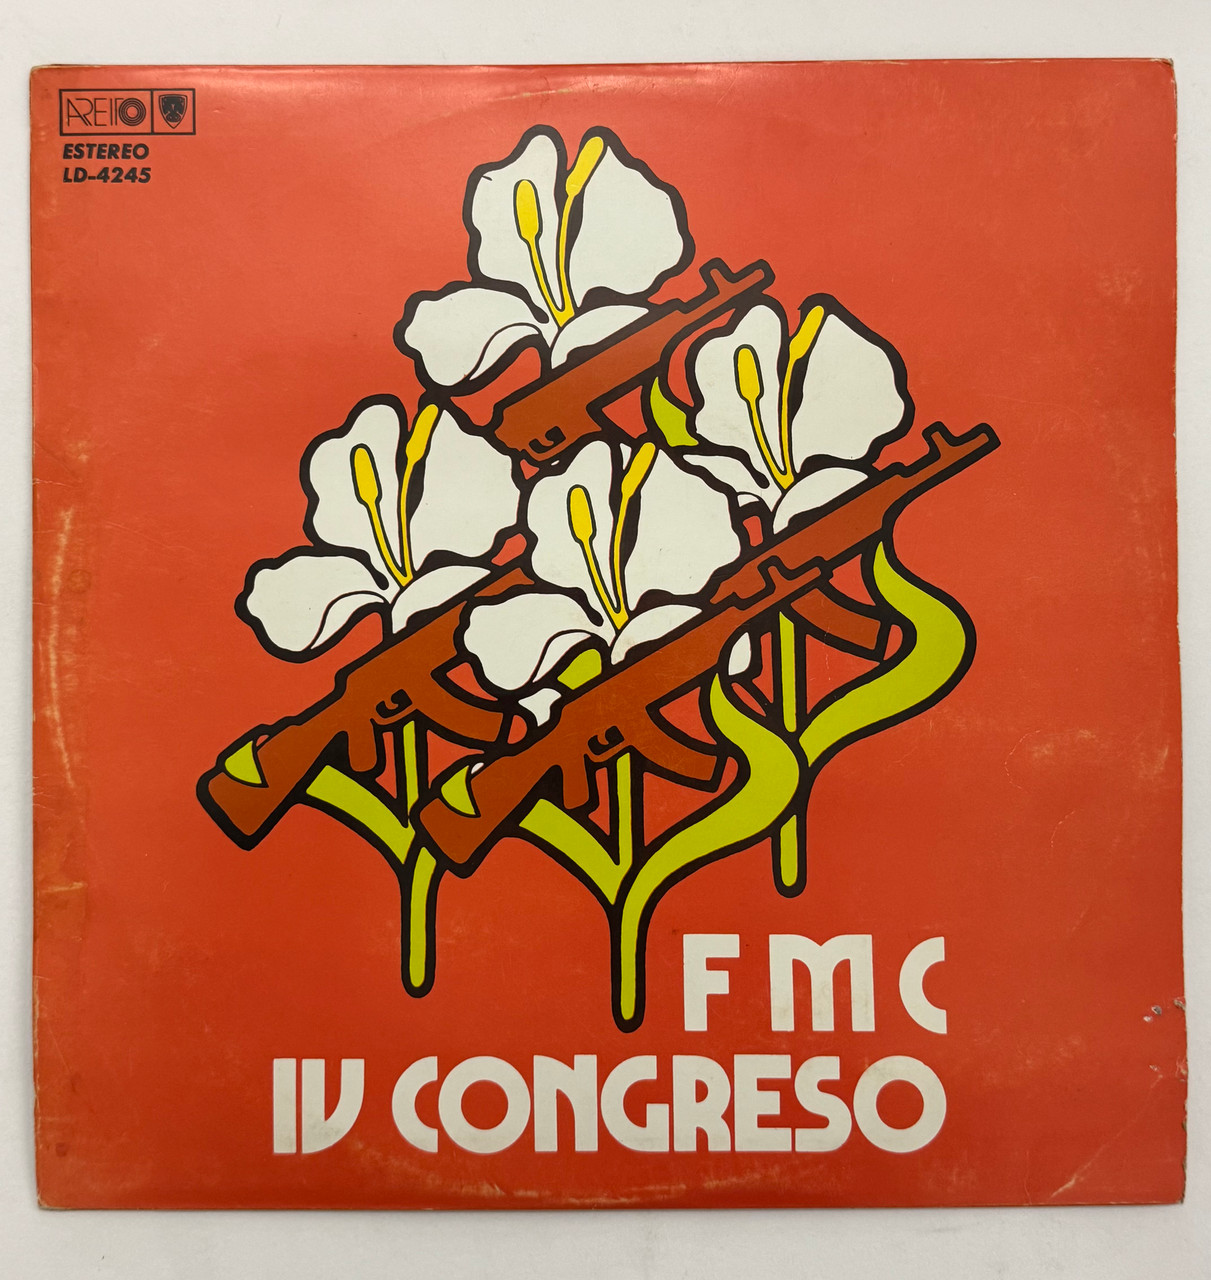 AREITO
ESTEREO
LD-4245
FMC
IV CONGRESO